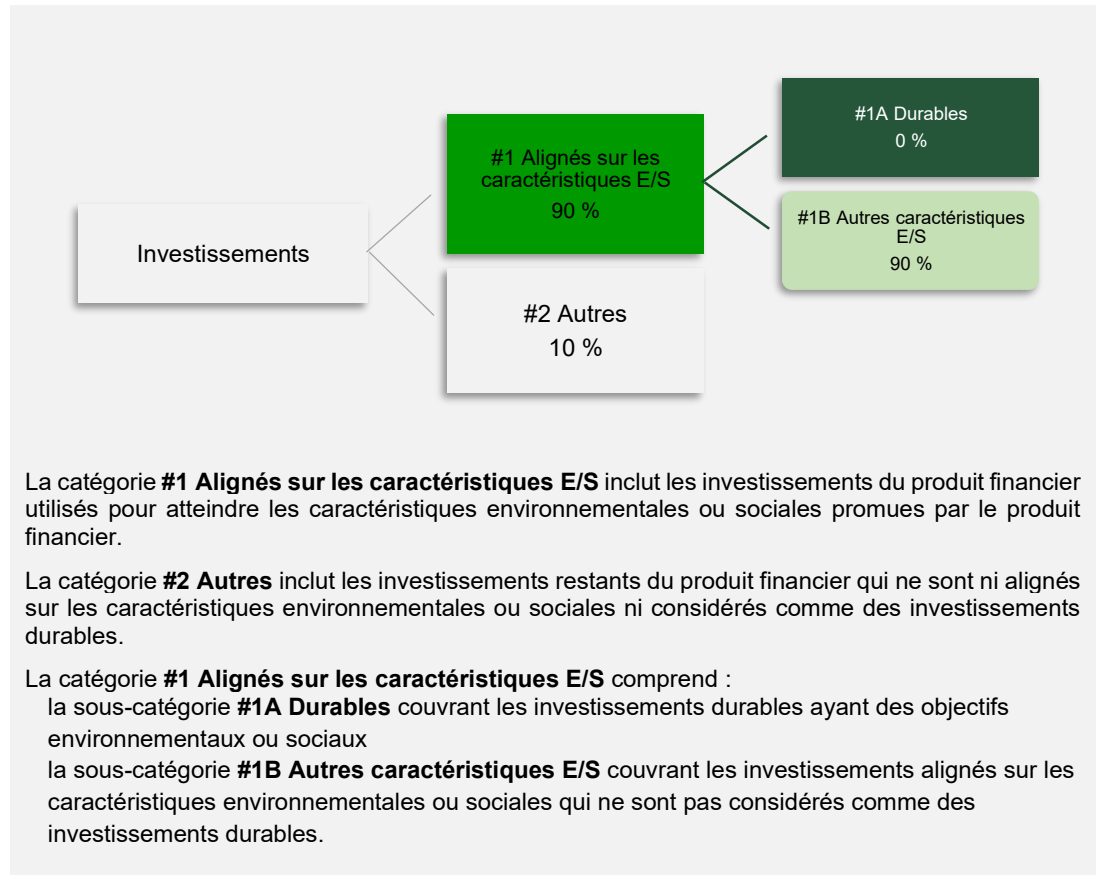 #1A Durables
0 %
#1 Alignés sur les
caractéristiques E/S
90 %
#1B Autres caractéristiques
E/S
90 %
Investissements
#2 Autres
10 %
La catégorie #1 Alignés sur les caractéristiques E/S inclut les investissements du produit financier
utilisés pour atteindre les caractéristiques environnementales ou sociales promues par le produit
financier.
La catégorie #2 Autres inclut les investissements restants du produit financier qui ne sont ni alignés
sur les caractéristiques environnementales ou sociales ni considérés comme des investissements
durables.
La catégorie #1 Alignés sur les caractéristiques E/S comprend :
la sous-catégorie #1A Durables couvrant les investissements durables ayant des objectifs
environnementaux ou sociaux
la sous-catégorie #1B Autres caractéristiques E/S couvrant les investissements alignés sur les
caractéristiques environnementales ou sociales qui ne sont pas considérés comme des
investissements durables.